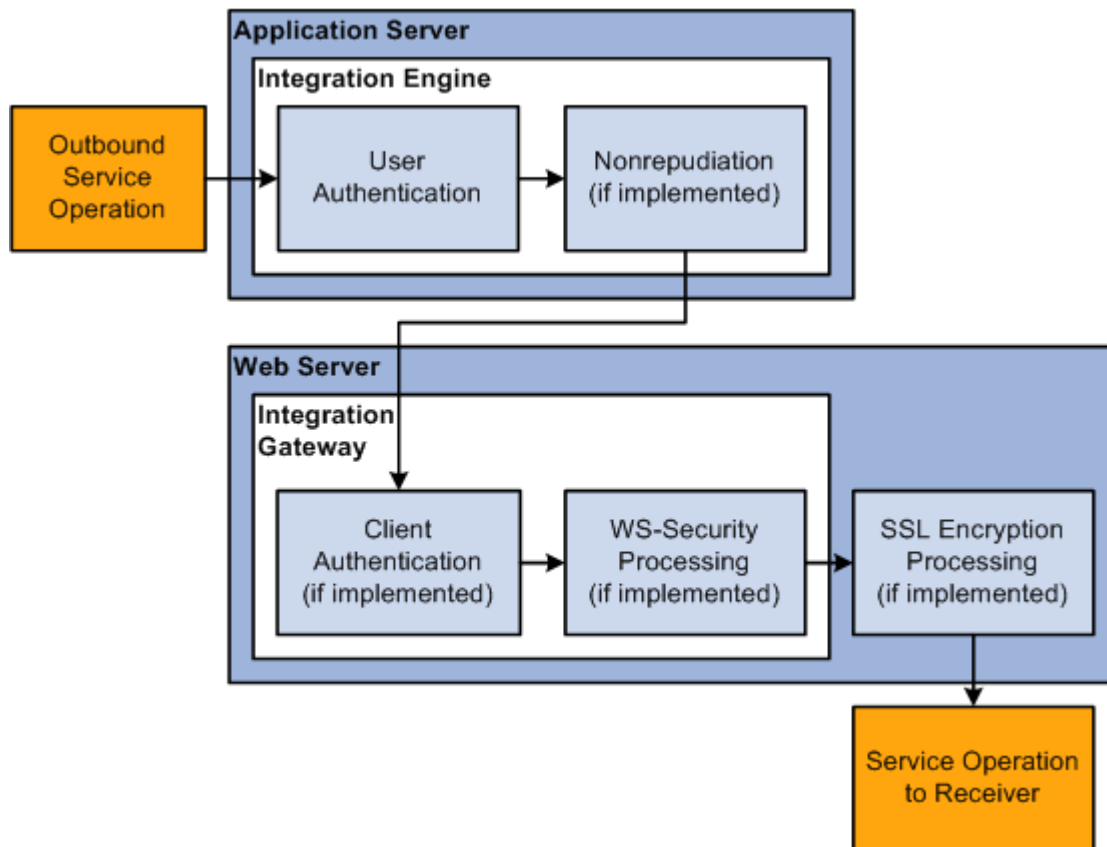 Application Server
Integration Engine
Outbound
Service
Operation
User
Authentication
Nonrepudiation
(if implemented)
Web Server
Integration
Gateway
Client
Authentication
(if implemented)
WS-Security
Processing
(if implemented)
SSL Encryption
Processing
(if implemented)
Service Operation
to Receiver